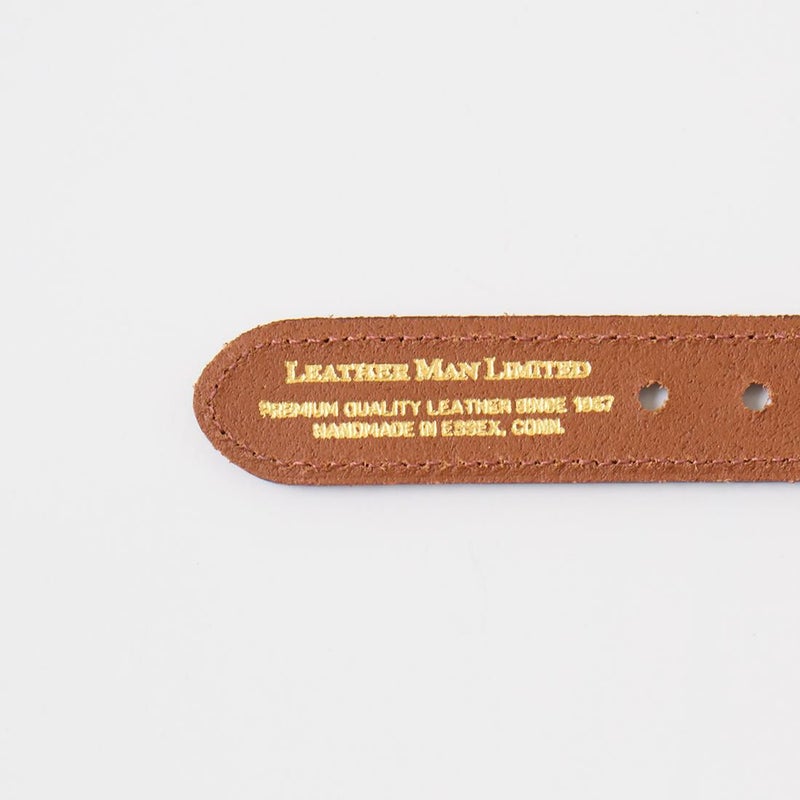 LEATHER MAN LIMITED
PREMIUM QUALITY LEATHER SINCE 1967
HANDMADE IN ESSEX, CONN.